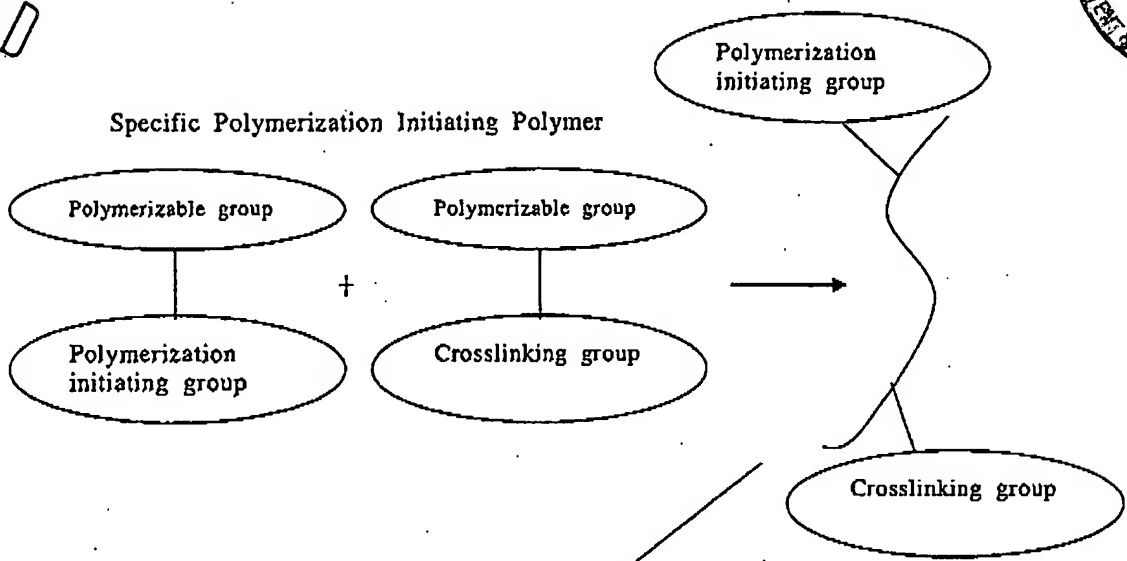 Polymerization
initiating group
Specific Polymerization Initiating Polymer
Polymerizable group
Polymerizable group
+
Polymerization
initiating group
Crosslinking group
Crosslinking group